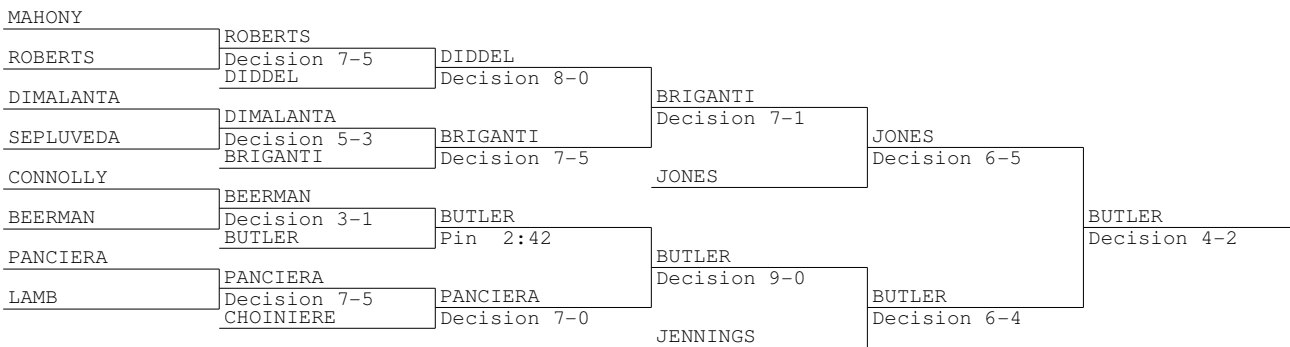 MAHONY
ROBERTS
ROBERTS
Decision 7-5
DIDDEL
DIDDEL
Decision 8-0
DIMALANTA
BRIGANTI
DIMALANTA
Decision 7-1
SEPLUVEDA
Decision 5-3
BRIGANTI
JONES
BRIGANTI
Decision 7-5
Decision 6-5
CONNOLLY
JONES
BEERMAN
BEERMAN
Decision 3-1
BUTLER
BUTLER
BUTLER
Pin 2:42
Decision 4-2
PANCIERA
BUTLER
PANCIERA
Decision 9-0
LAMB
Decision 7-5
PANCIERA
BUTLER
CHOINIERE
Decision 7-0
Decision 6-4
JENNINGS